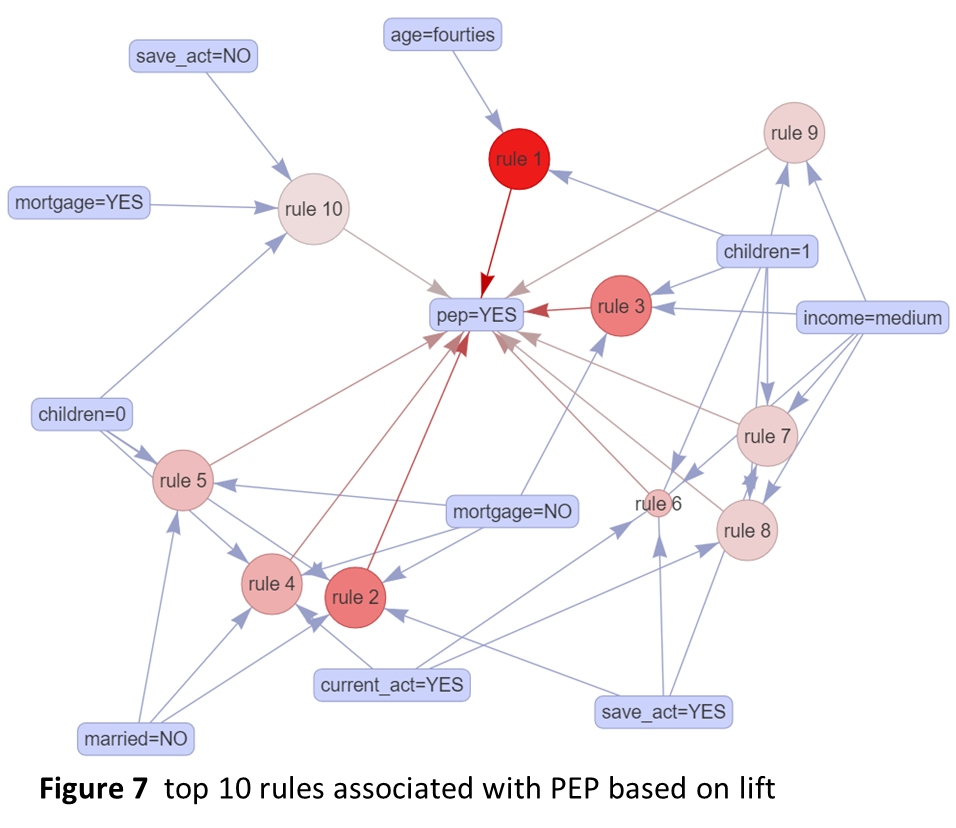 age=fourties
save_act=NO
rule 9
rule 1
mortgage=YES
rule 10
children=1
rule 3
pep=YES
income=medium
children=0
rule 7
rule 5
rule 6
mortgage=NO
rule 8
rule 4
rule 2
current_act=YES
save_act=YES
married=NO
Figure 7 top 10 rules associated with PEP based on lift